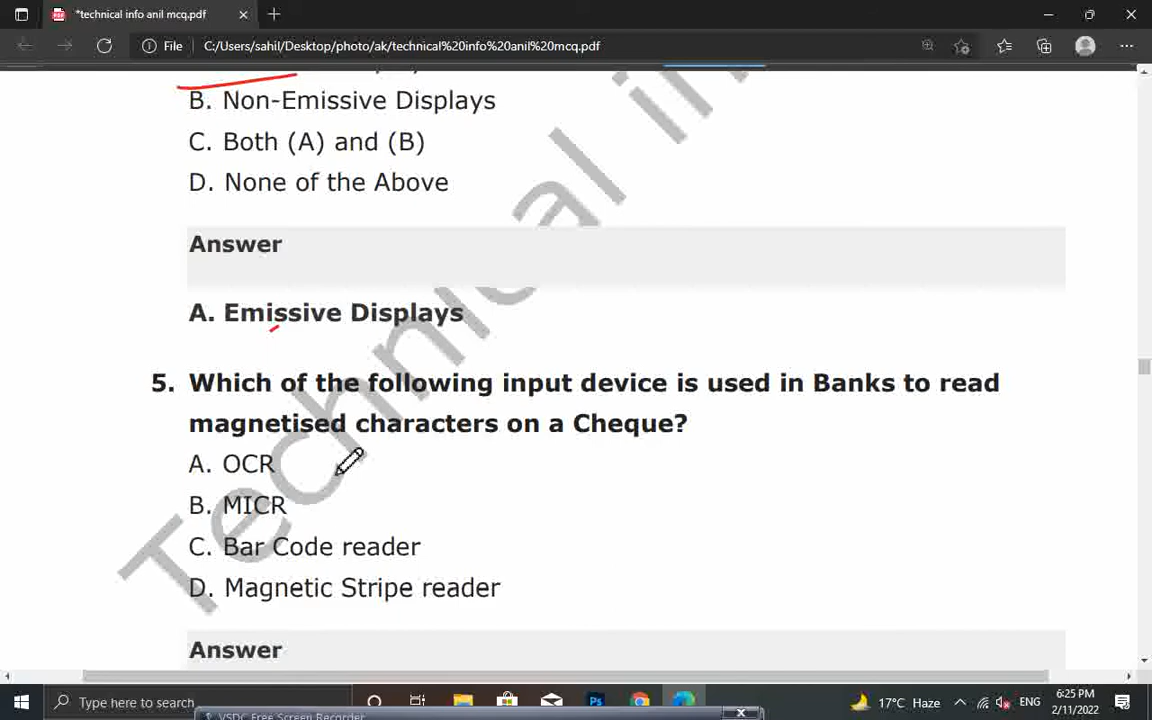 *technical info anil mcq.pdf
File C:/Users/sahil/Desktop/photo/ak/technical%20info%20anil%20mcq.pdf
B. Non-Emissive Displays
C. Both (A) and (B)
D. None of the Above
Answer
A. Emissive Displays
5. Which of the following input device is used in Banks to read
magnetised characters on a Cheque?
A. OCR
B. MICR
C. Bar Code reader
D. Magnetic Stripe reader
Answer
Technical in
Type here to search
17°C Haze
ENG
6:25 PM
2/11/2022
VSDC Free Screen Recorder